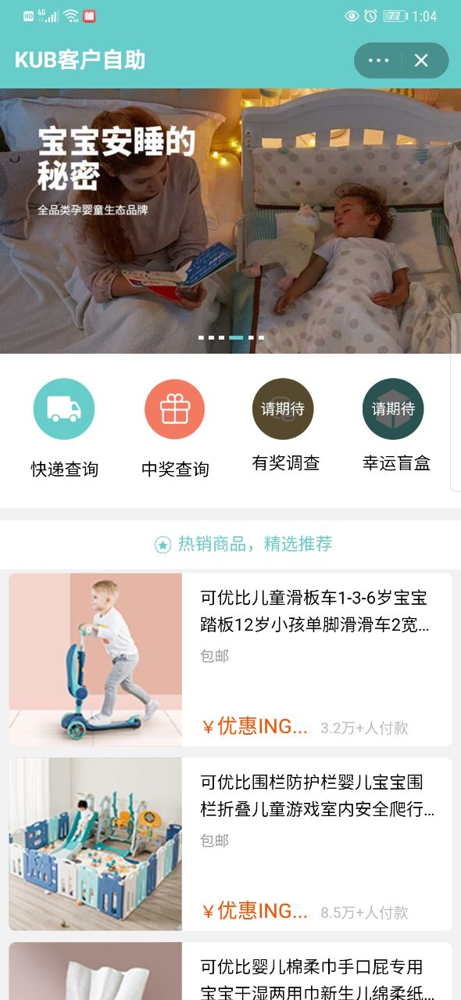 HD 4G 77 1:04
KUB客户自助
宝宝安睡的
秘密
全品类孕婴童生态品牌
请期待 请期待
快递查询 中奖查询 有奖调查 幸运盲盒
热销商品，精选推荐
可优比儿童滑板车1-3-6岁宝宝
踏板12岁小孩单脚滑滑车2宽...
包邮
￥优惠ING... 3.2万+人付款
可优比围栏防护栏婴儿宝宝围
栏折叠儿童游戏室内安全爬行...
包邮
￥优惠ING... 8.5万+人付款
可优比婴儿棉柔巾手口屁专用
宝宝干湿两用巾新生儿绵柔纸...